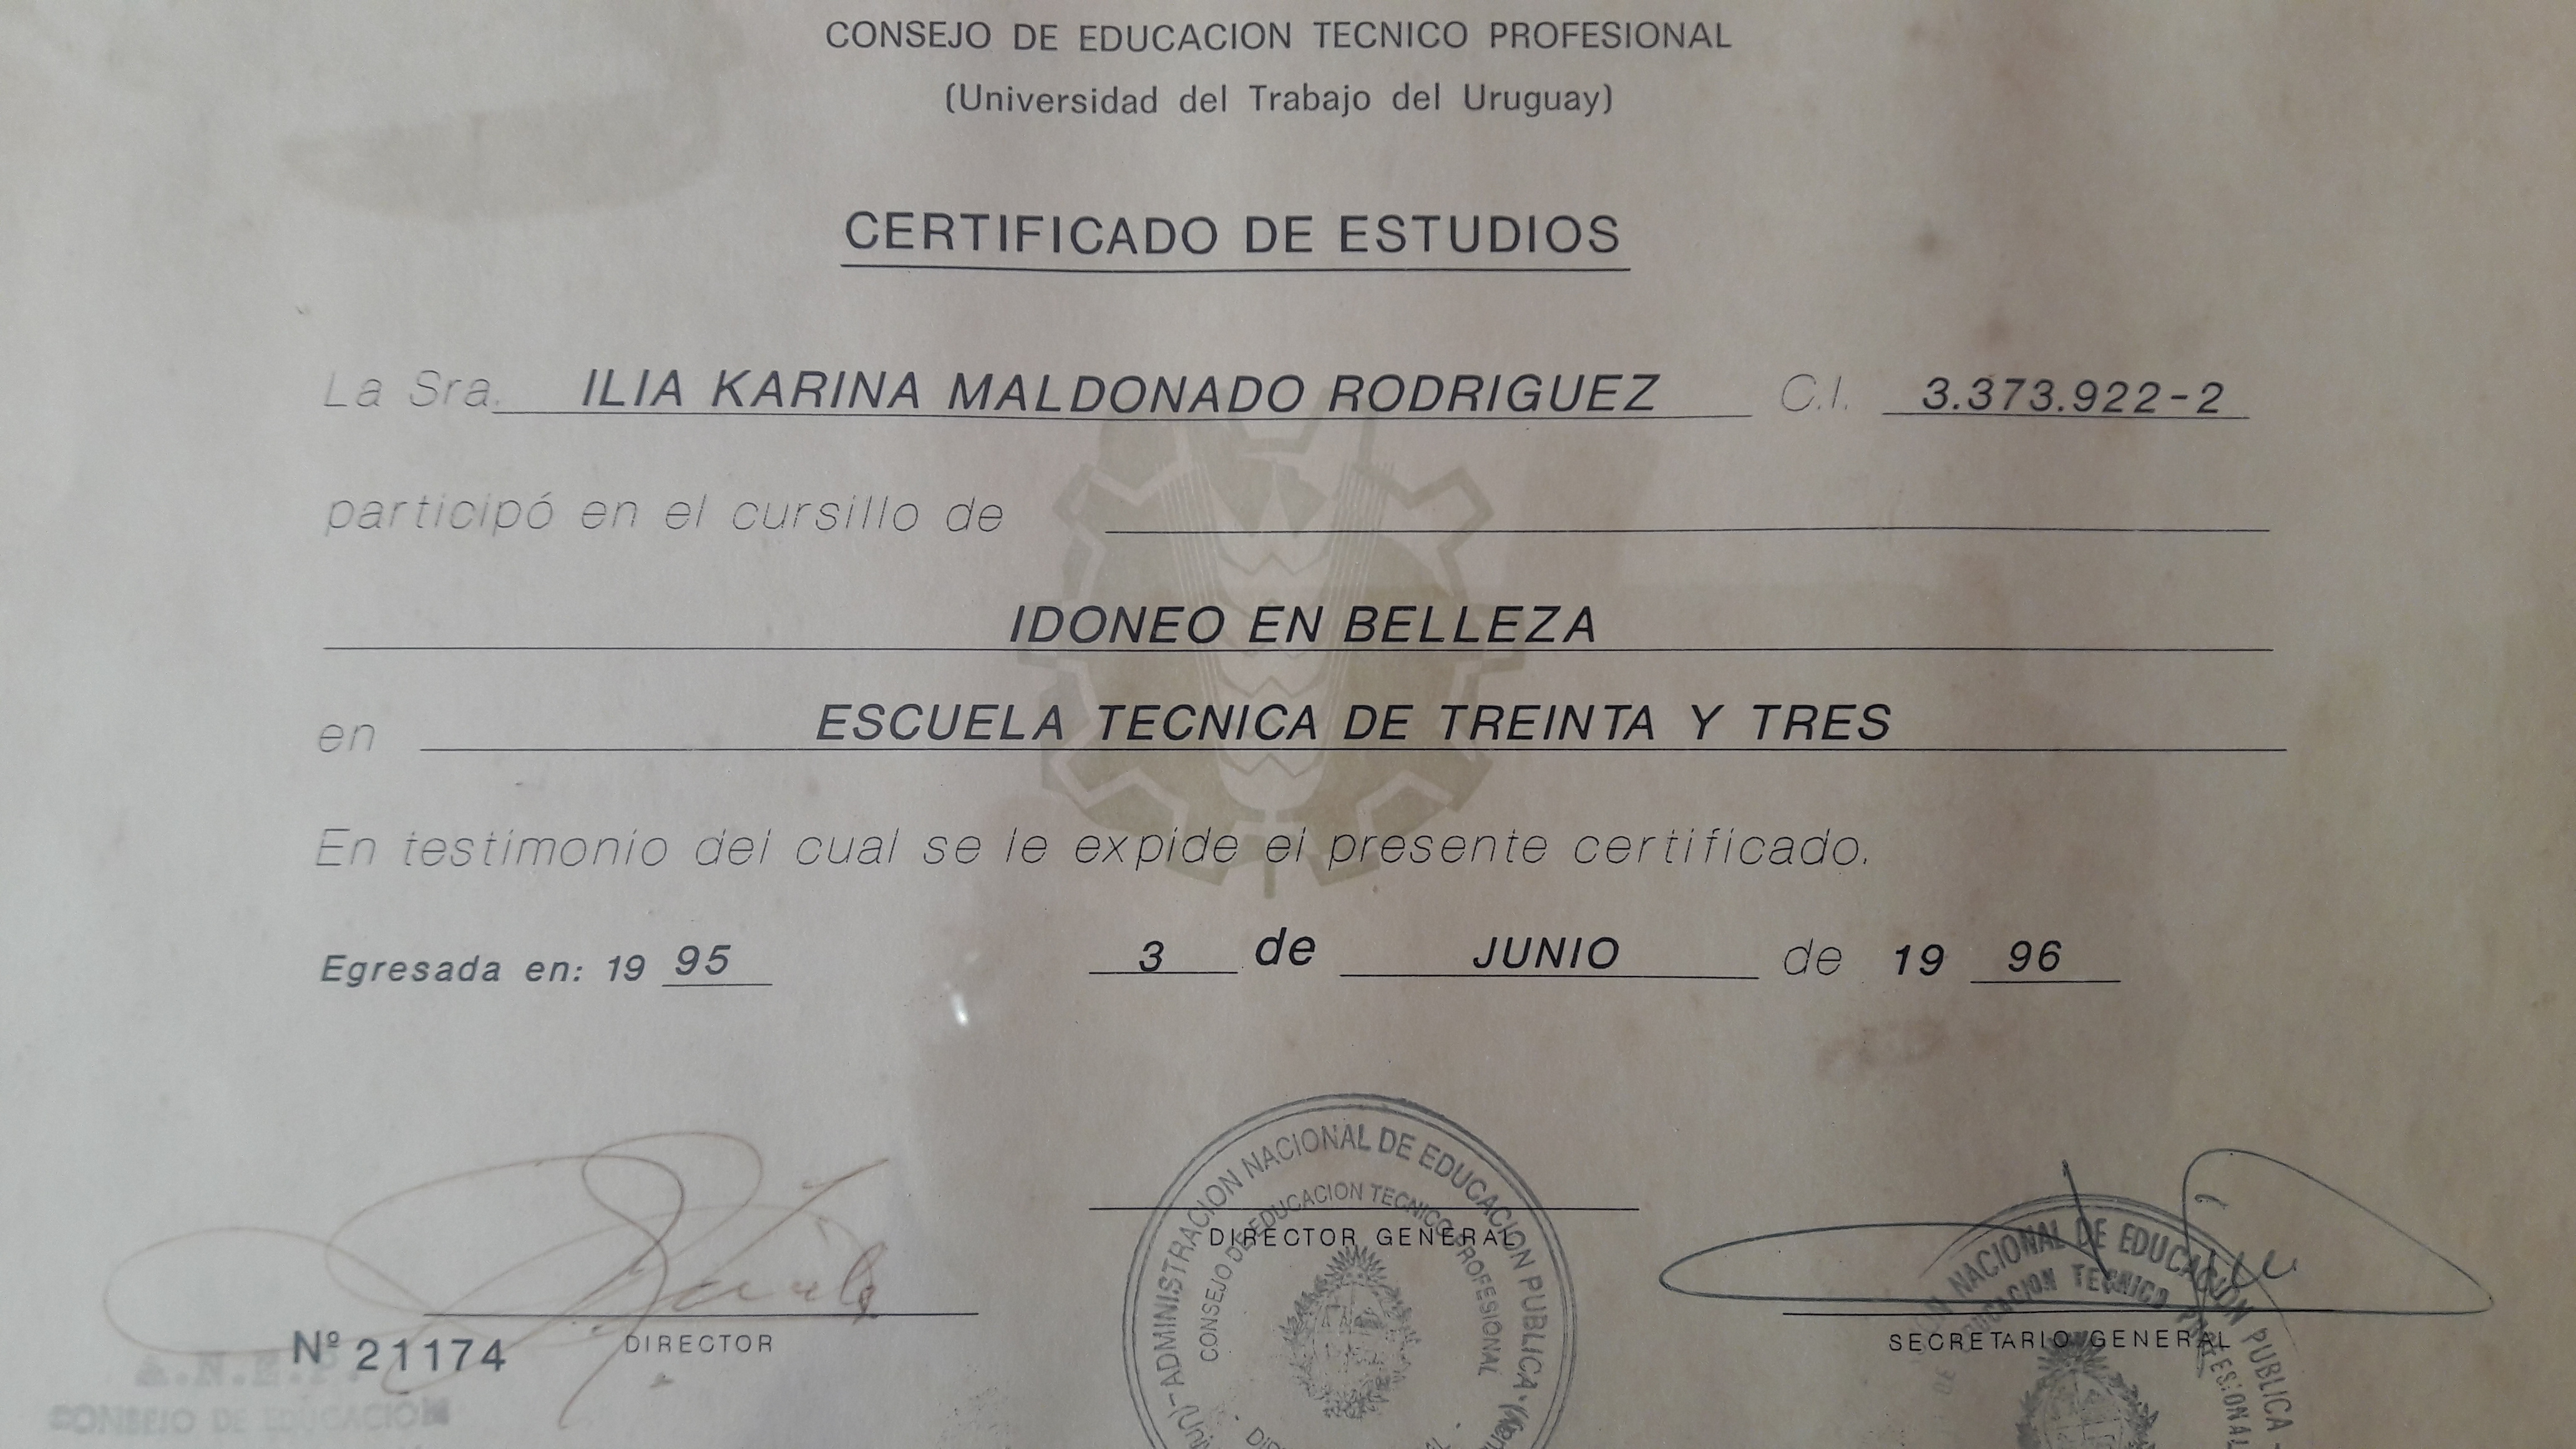 CONSEJO DE EDUCACION TECNICO PROFESIONAL
(Universidad del Trabajo del Uruguay)
CERTIFICADO DE ESTUDIOS
La Sra. ILIA KARINA MALDONADO RODRIGUEZ C.I. 3.373.922-2
participó en el cursillo de
IDONEO EN BELLEZA
en ESCUELA TECNICA DE TREINTA Y TRES
En testimonio del cual se le expide el presente certificado.
Egresada en: 19 95 3 de JUNIO de 19 96
ADMINISTRACION NACIONAL DE EDUCACION PUBLICA
CONSEJO DE EDUCACION TECNICO PROFESIONAL
DIRECTOR GENERAL
NACIONAL DE EDUCACION PUBLICA
EDUCACION TECNICO PROFESIONAL
DIRECTOR
SECRETARIO GENERAL
Nº 21174
A.N.E.P.
CONSEJO DE EDUCACIÓN